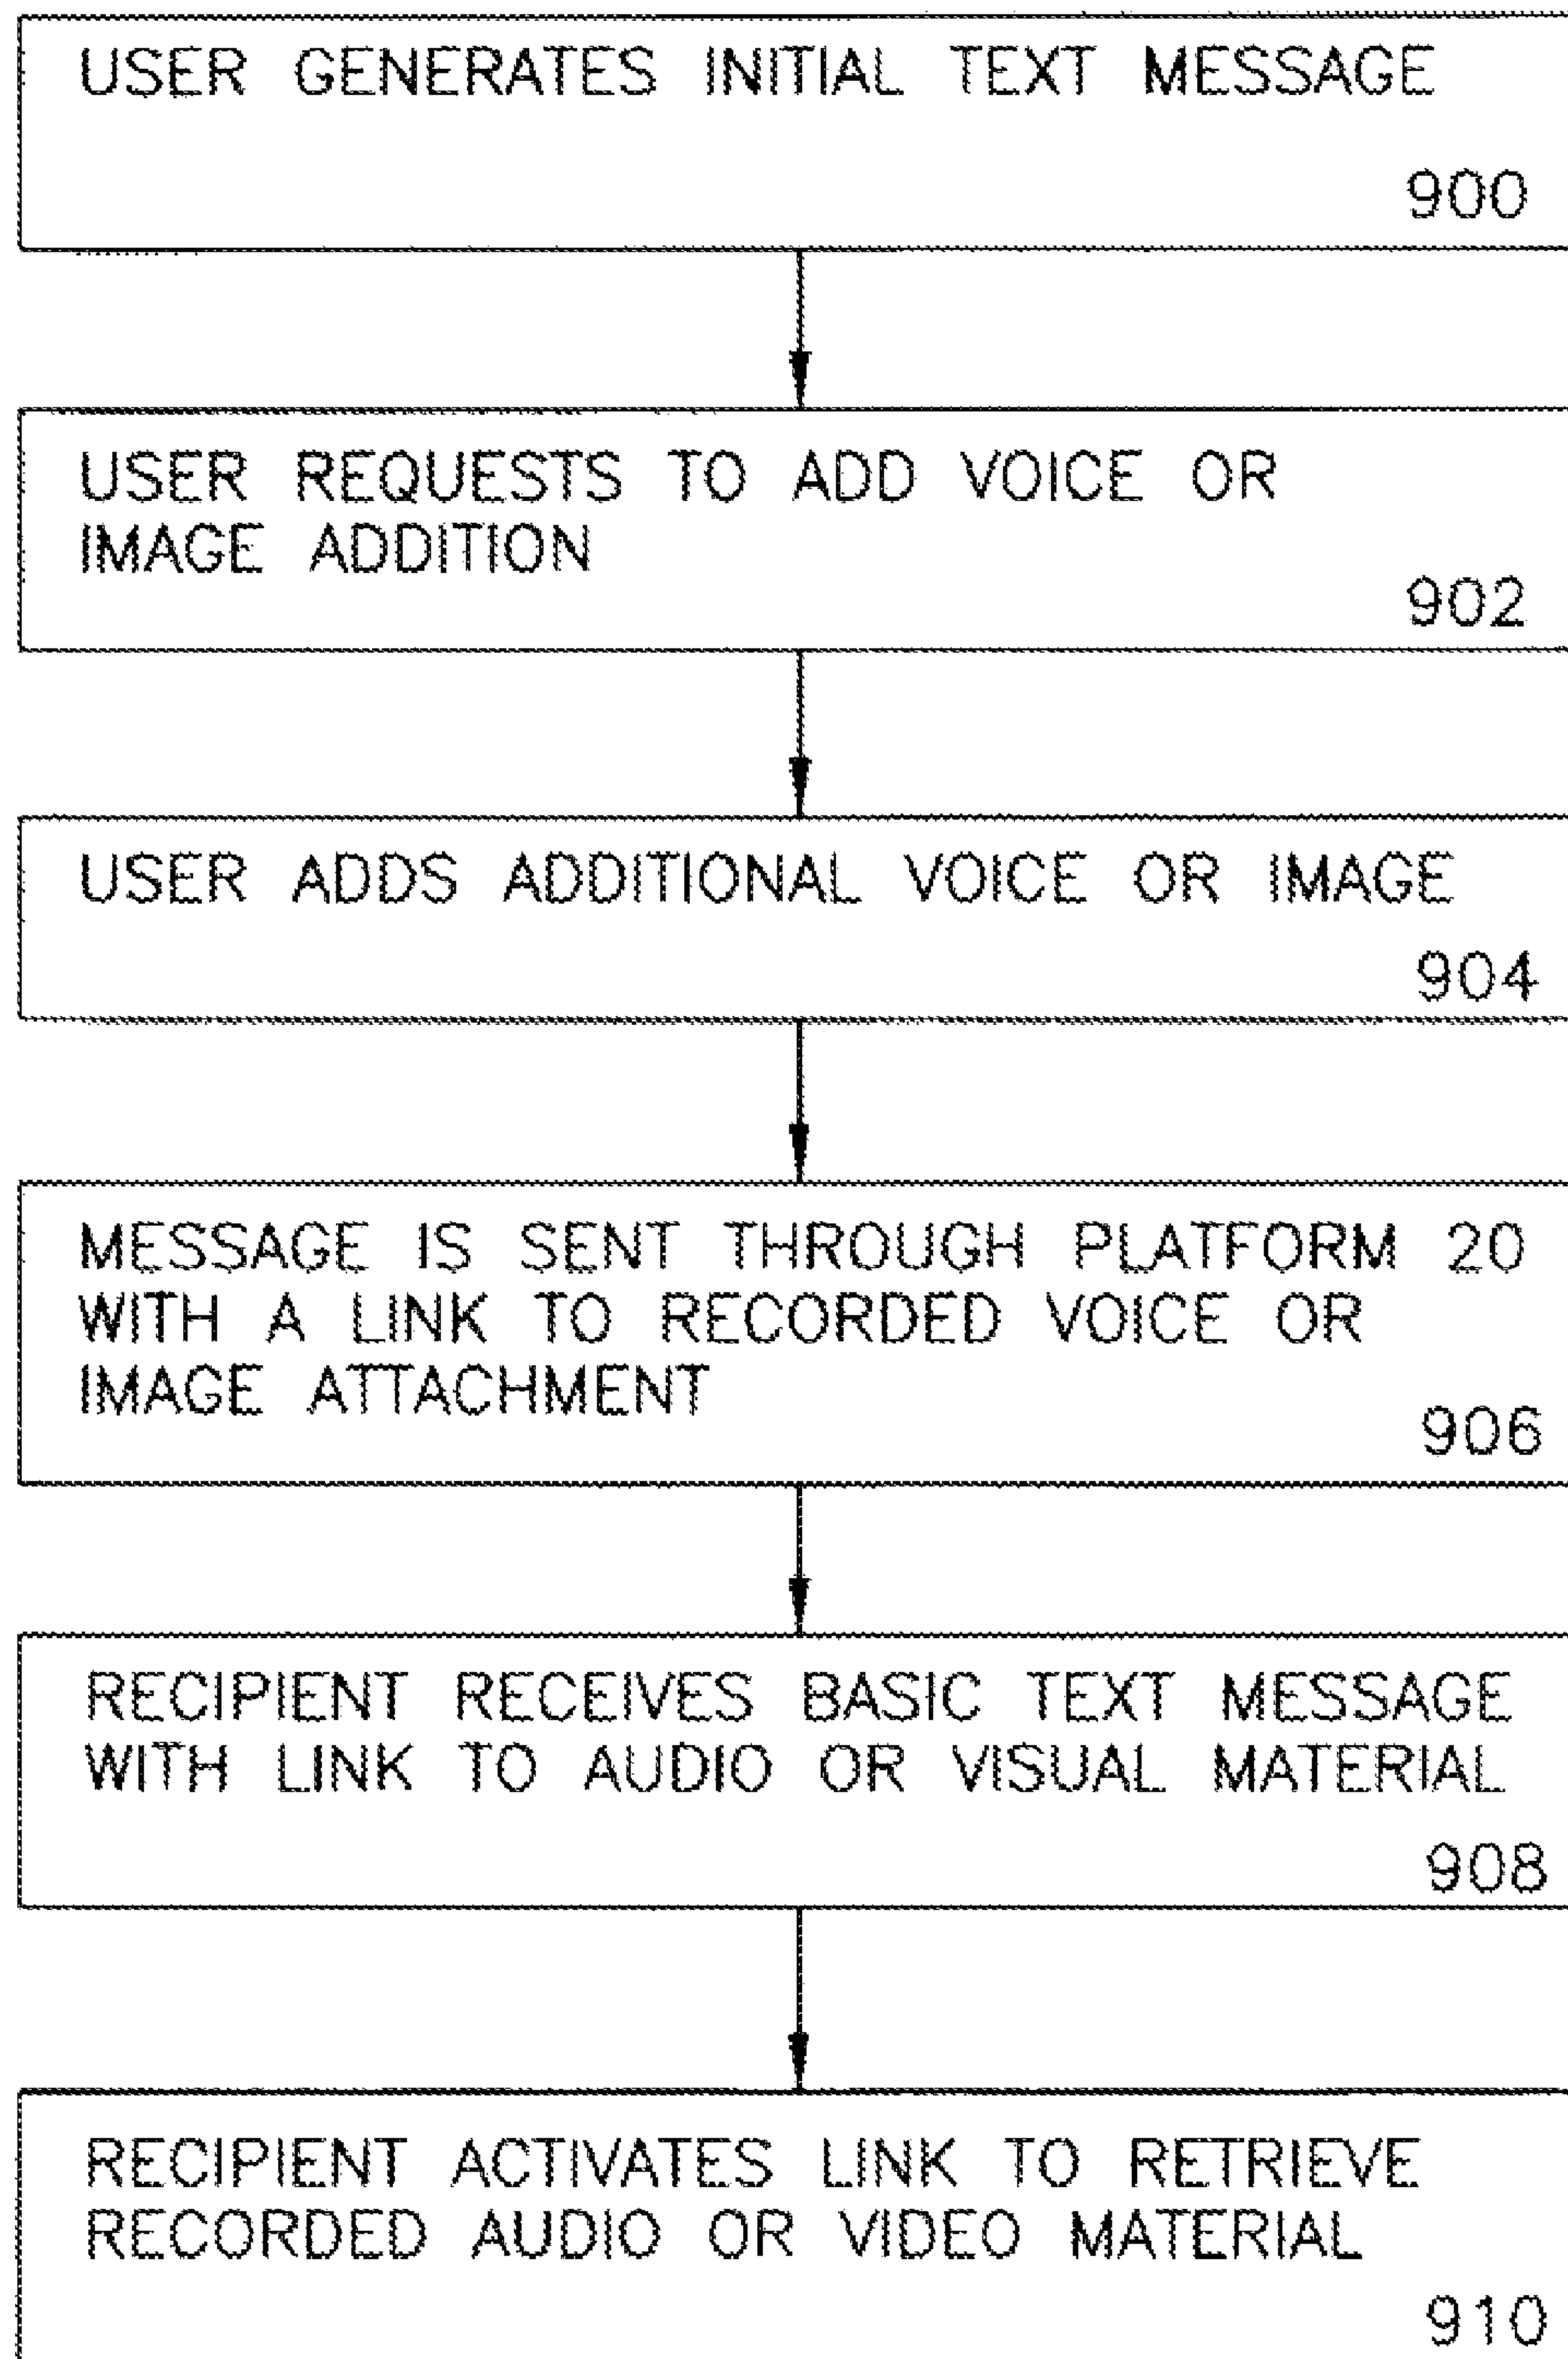 USER GENERATES INITIAL TEXT MESSAGE
900
USER REQUESTS TO ADD VOICE OR
IMAGE ADDITION
902
USER ADDS ADDITIONAL VOICE OR IMAGE
904
MESSAGE IS SENT THROUGH PLATFORM 20
WITH A LINK TO RECORDED VOICE OR
IMAGE ATTACHMENT
906
RECIPIENT RECEIVES BASIC TEXT MESSAGE
WITH LINK TO AUDIO OR VISUAL MATERIAL
908
RECIPIENT ACTIVATES LINK TO RETRIEVE
RECORDED AUDIO OR VIDEO MATERIAL
910